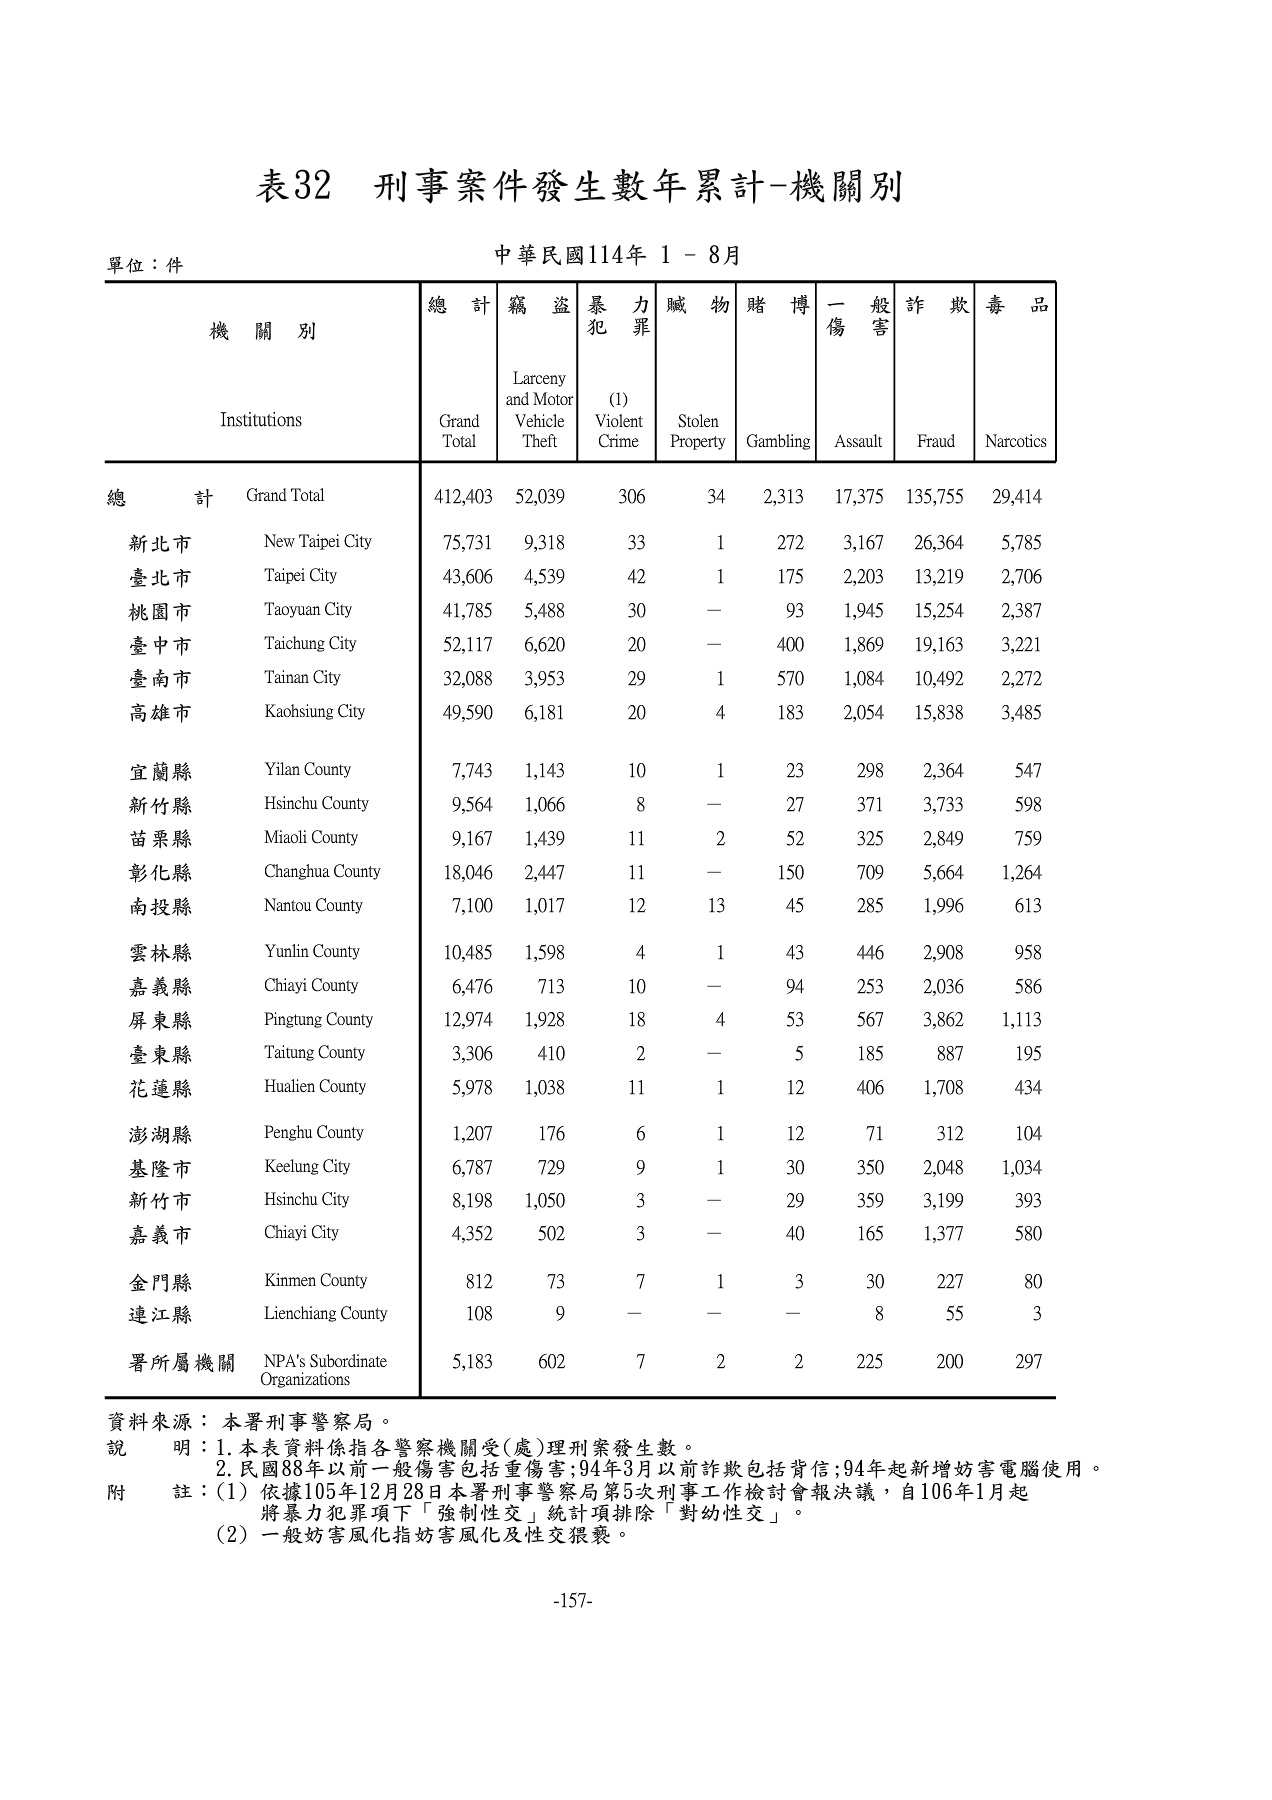 表32　刑事案件發生數年累計-機關別
中華民國114年 1 － 8月
單位：件
機 關 別 總 計 竊 盜 暴 力 犯 罪 贓 物 賭 博 一 般 傷 害 詐 欺 毒 品
Institutions Grand Total Larceny and Motor Vehicle Theft (1) Violent Crime Stolen Property Gambling Assault Fraud Narcotics
總 計 Grand Total 412,403 52,039 306 34 2,313 17,375 135,755 29,414
新北市 New Taipei City 75,731 9,318 33 1 272 3,167 26,364 5,785
臺北市 Taipei City 43,606 4,539 42 1 175 2,203 13,219 2,706
桃園市 Taoyuan City 41,785 5,488 30 － 93 1,945 15,254 2,387
臺中市 Taichung City 52,117 6,620 20 － 400 1,869 19,163 3,221
臺南市 Tainan City 32,088 3,953 29 1 570 1,084 10,492 2,272
高雄市 Kaohsiung City 49,590 6,181 20 4 183 2,054 15,838 3,485
宜蘭縣 Yilan County 7,743 1,143 10 1 23 298 2,364 547
新竹縣 Hsinchu County 9,564 1,066 8 － 27 371 3,733 598
苗栗縣 Miaoli County 9,167 1,439 11 2 52 325 2,849 759
彰化縣 Changhua County 18,046 2,447 11 － 150 709 5,664 1,264
南投縣 Nantou County 7,100 1,017 12 13 45 285 1,996 613
雲林縣 Yunlin County 10,485 1,598 4 1 43 446 2,908 958
嘉義縣 Chiayi County 6,476 713 10 － 94 253 2,036 586
屏東縣 Pingtung County 12,974 1,928 18 4 53 567 3,862 1,113
臺東縣 Taitung County 3,306 410 2 － 5 185 887 195
花蓮縣 Hualien County 5,978 1,038 11 1 12 406 1,708 434
澎湖縣 Penghu County 1,207 176 6 1 12 71 312 104
基隆市 Keelung City 6,787 729 9 1 30 350 2,048 1,034
新竹市 Hsinchu City 8,198 1,050 3 － 29 359 3,199 393
嘉義市 Chiayi City 4,352 502 3 － 40 165 1,377 580
金門縣 Kinmen County 812 73 7 1 3 30 227 80
連江縣 Lienchiang County 108 9 － － － 8 55 3
署所屬機關 NPA's Subordinate Organizations 5,183 602 7 2 2 225 200 297
資料來源： 本署刑事警察局。
說　　明：1.本表資料係指各警察機關受(處)理刑案發生數。
2.民國88年以前一般傷害包括重傷害;94年3月以前詐欺包括背信;94年起新增妨害電腦使用。
附　　註：(1) 依據105年12月28日本署刑事警察局第5次刑事工作檢討會報決議，自106年1月起
將暴力犯罪項下「強制性交」統計項排除「對幼性交」。
(2) 一般妨害風化指妨害風化及性交猥褻。
-157-